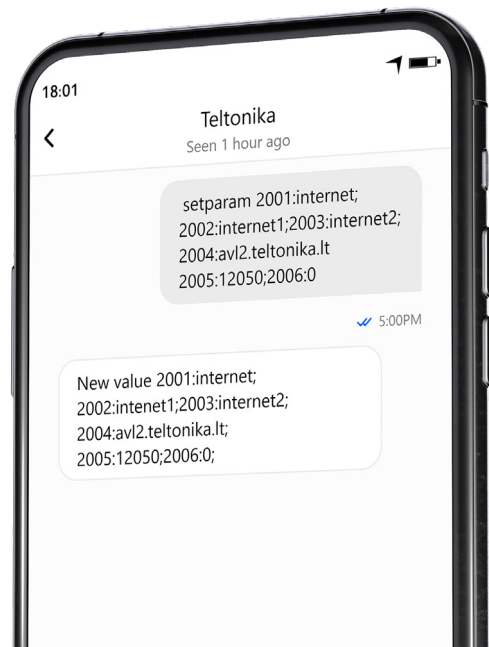 18:01
Teltonika
Seen 1 hour ago
setparam 2001:internet;
2002:internet1;2003:internet2;
2004:avl2.teltonika.lt
2005:12050;2006:0
5:00PM
New value 2001:internet;
2002:intenet1;2003:internet2;
2004:avl2.teltonika.lt;
2005:12050;2006:0;